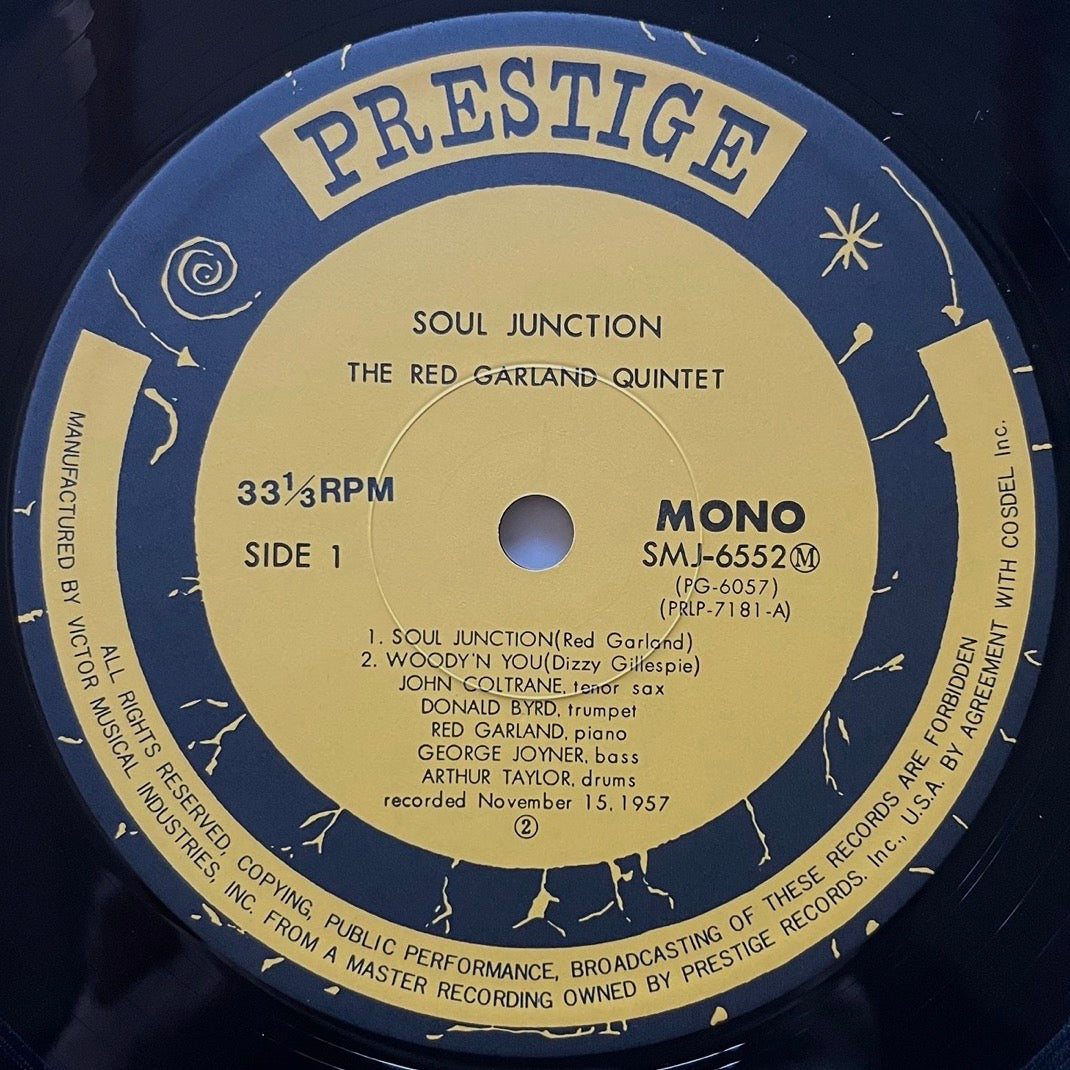 PRESTIGE
SOUL JUNCTION
THE RED GARLAND QUINTET
33⅓RPM
SIDE 1
MONO
SMJ-6552Ⓜ
(PG-6057)
(PRLP-7181-A)
1. SOUL JUNCTION(Red Garland)
2. WOODY'N YOU(Dizzy Gillespie)
JOHN COLTRANE, tenor sax
DONALD BYRD, trumpet
RED GARLAND, piano
GEORGE JOYNER, bass
ARTHUR TAYLOR, drums
recorded November 15, 1957
②
ALL RIGHTS RESERVED, COPYING, PUBLIC PERFORMANCE, BROADCASTING OF THESE RECORDS ARE FORBIDDEN
MANUFACTURED BY VICTOR MUSICAL INDUSTRIES, INC. FROM A MASTER RECORDING OWNED BY PRESTIGE RECORDS. Inc., U.S.A. BY AGREEMENT WITH COSDEL Inc.